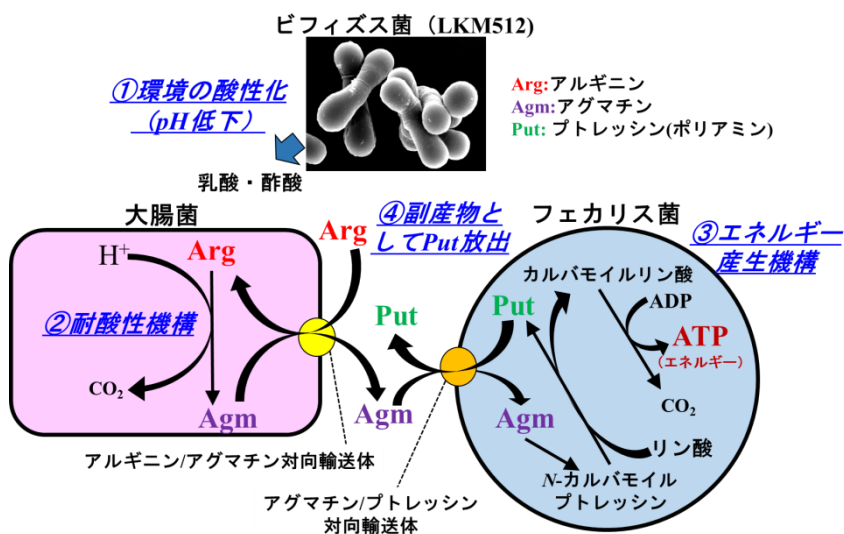 ビフィズス菌（LKM512)
①環境の酸性化
（pH低下）
Arg:アルギニン
Agm:アグマチン
Put: プトレッシン(ポリアミン)
乳酸・酢酸
大腸菌
④副産物と
してPut放出
フェカリス菌
③エネルギー
産生機構
H+
Arg
Arg
カルバモイルリン酸
②耐酸性機構
Put
Put
ADP
ATP
（エネルギー）
CO2
Agm
Agm
Agm
CO2
リン酸
アルギニン/アグマチン対向輸送体
N-カルバモイル
プトレッシン
アグマチン/プトレッシン
対向輸送体